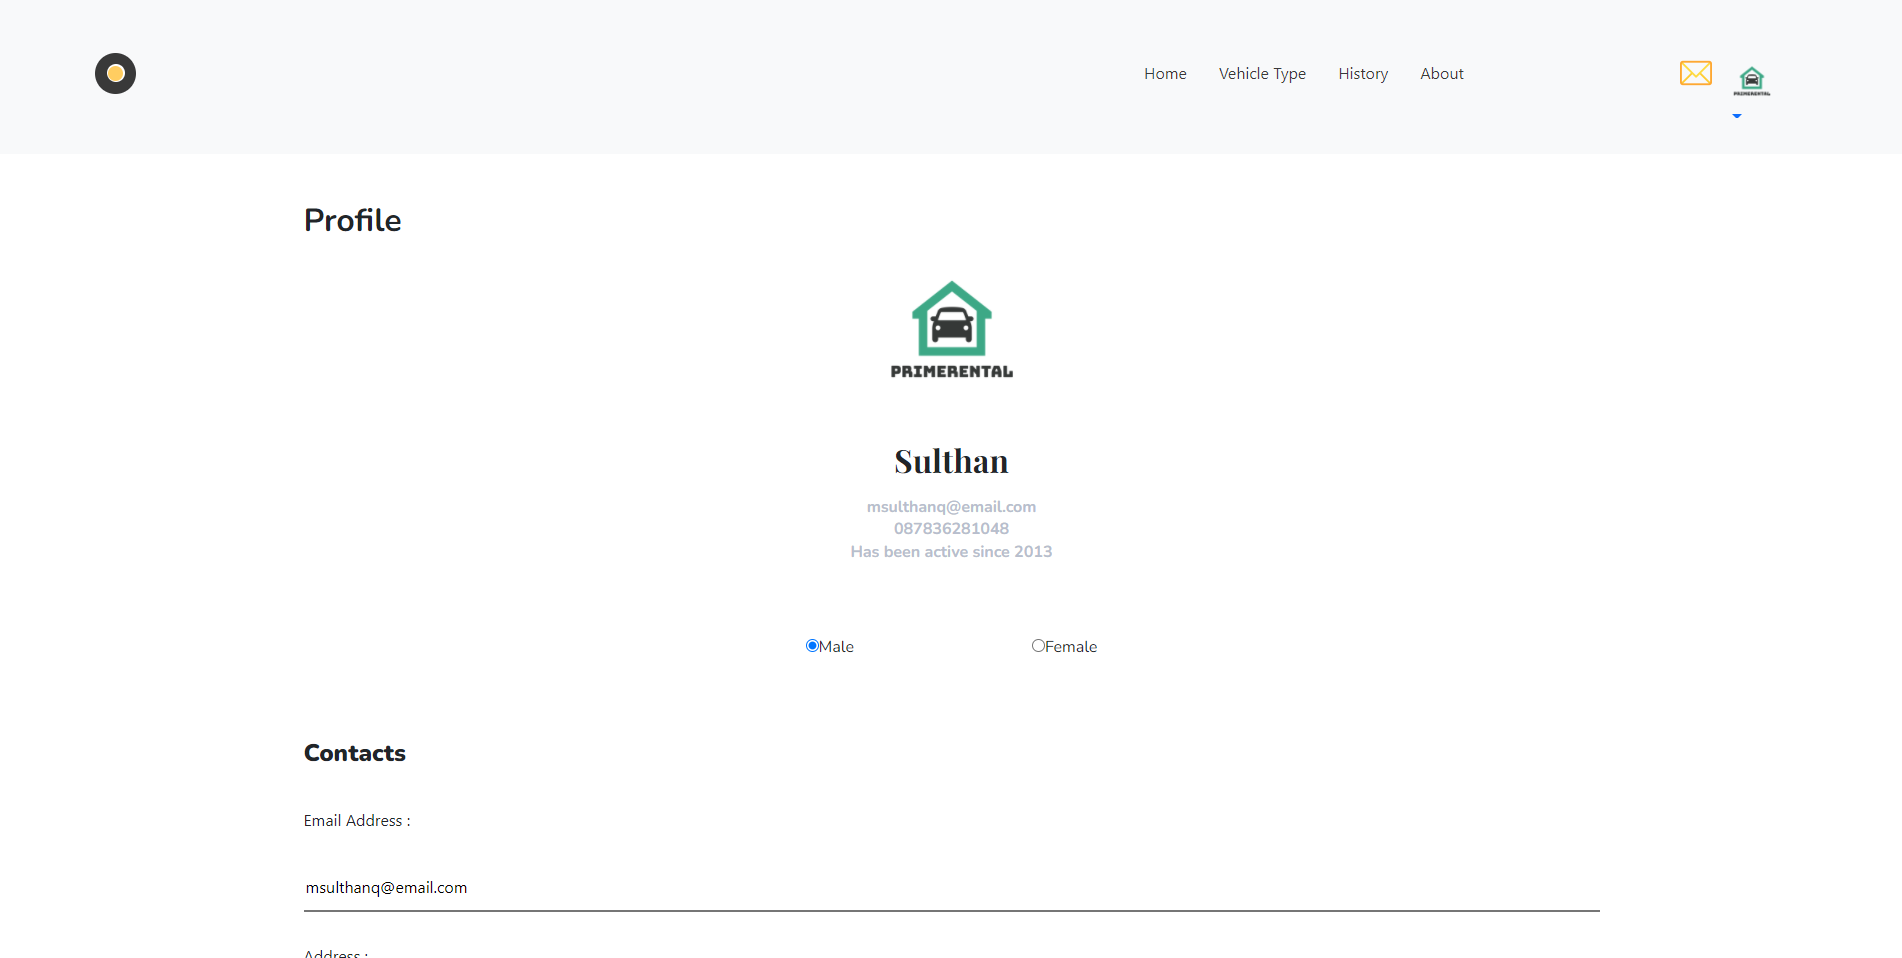 Home Vehicle Type History About
PRIMERENTAL
Profile
PRIMERENTAL
Sulthan
msulthanq@email.com
087836281048
Has been active since 2013
Male Female
Contacts
Email Address :
msulthanq@email.com
Address :